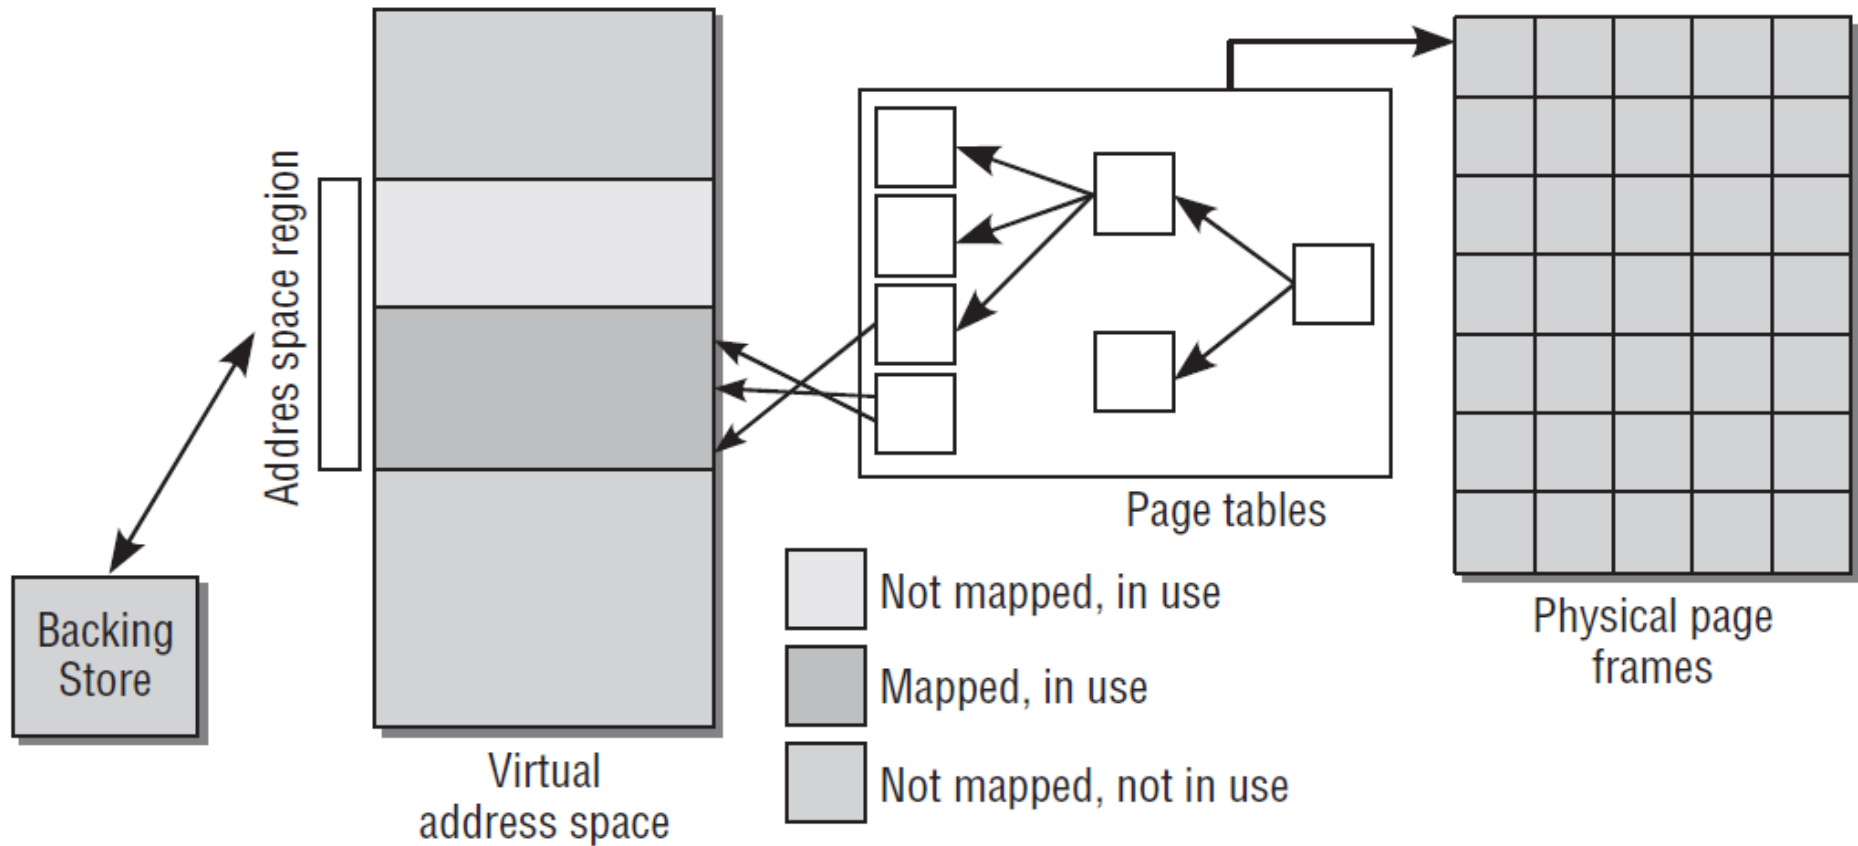 Addres space region
Backing
Store
Virtual
address space
Page tables
Not mapped, in use
Mapped, in use
Not mapped, not in use
Physical page
frames